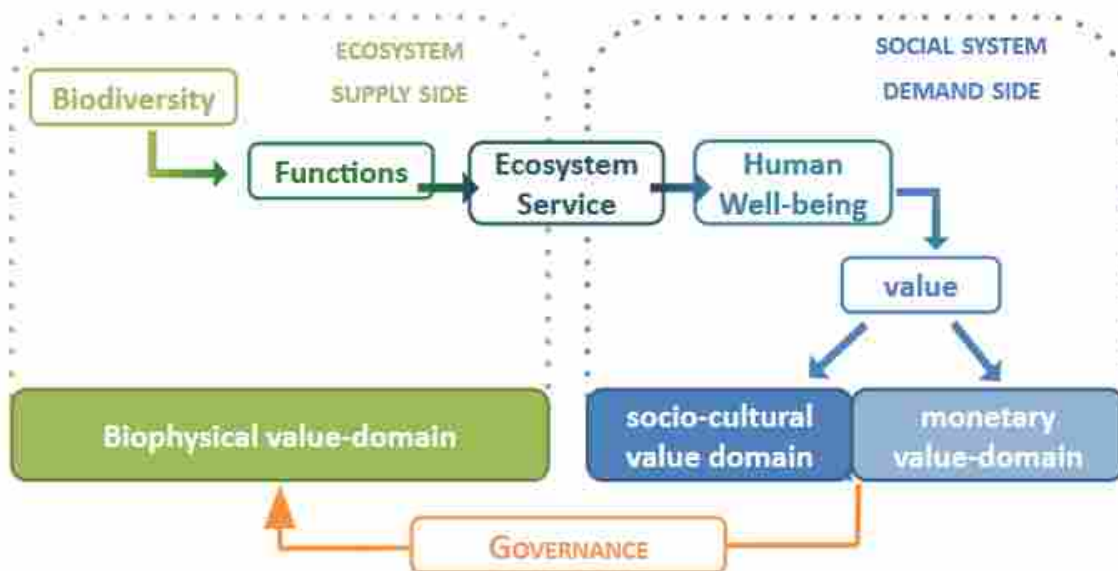 ECOSYSTEM
SUPPLY SIDE
SOCIAL SYSTEM
DEMAND SIDE
Biodiversity
Functions
Ecosystem
Service
Human
Well-being
value
Biophysical value-domain
socio-cultural
value domain
monetary
value-domain
GOVERNANCE